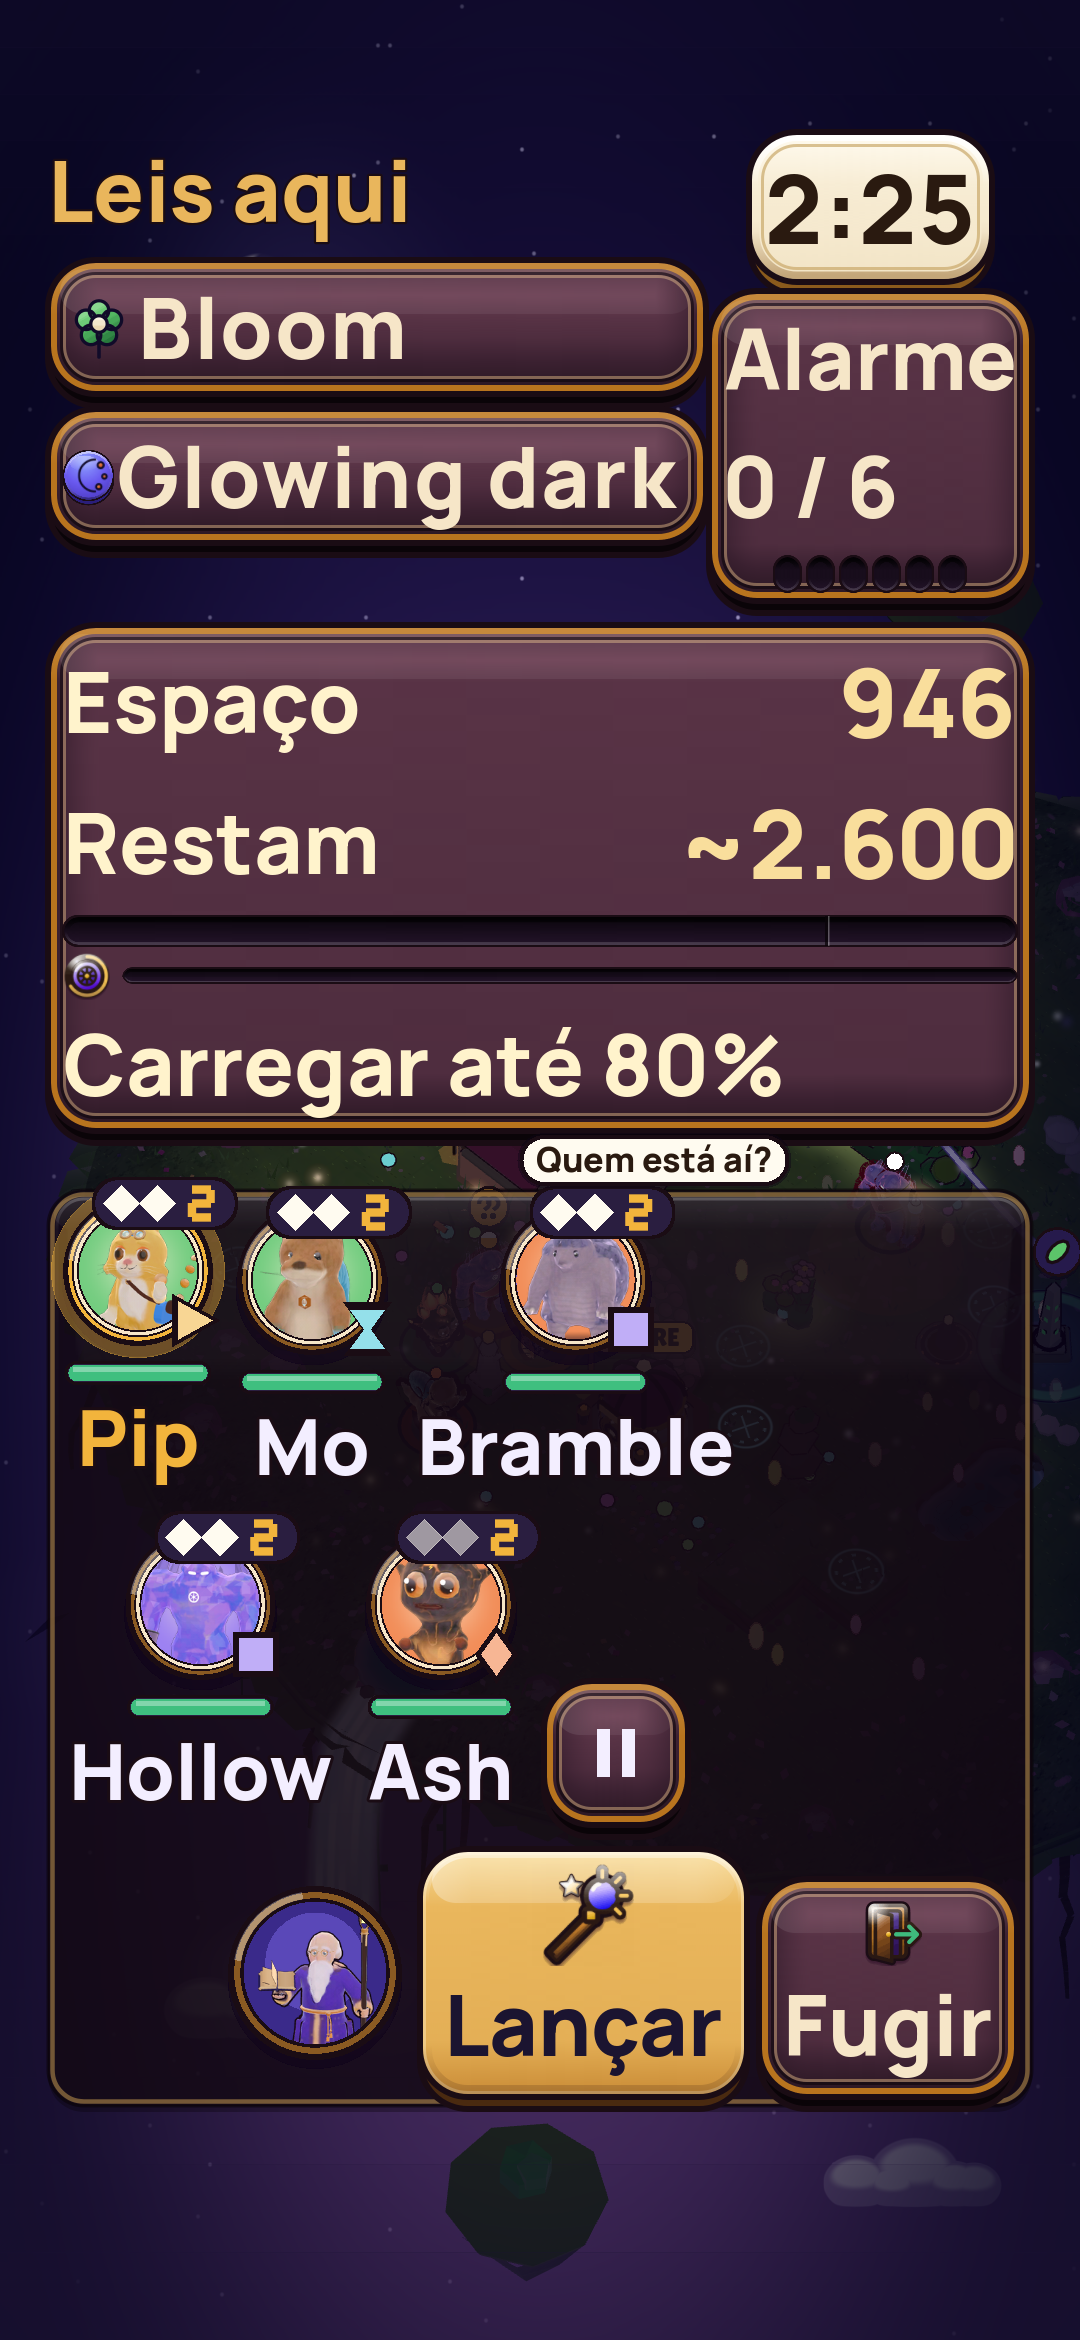 Leis aqui
2:25
Bloom
Alarme
Glowing dark
0 / 6
Espaço 946
Restam ~2.600
Carregar até 80%
Quem está aí?
2 2 2
Pip Mo Bramble
2 2
Hollow Ash
Lançar Fugir